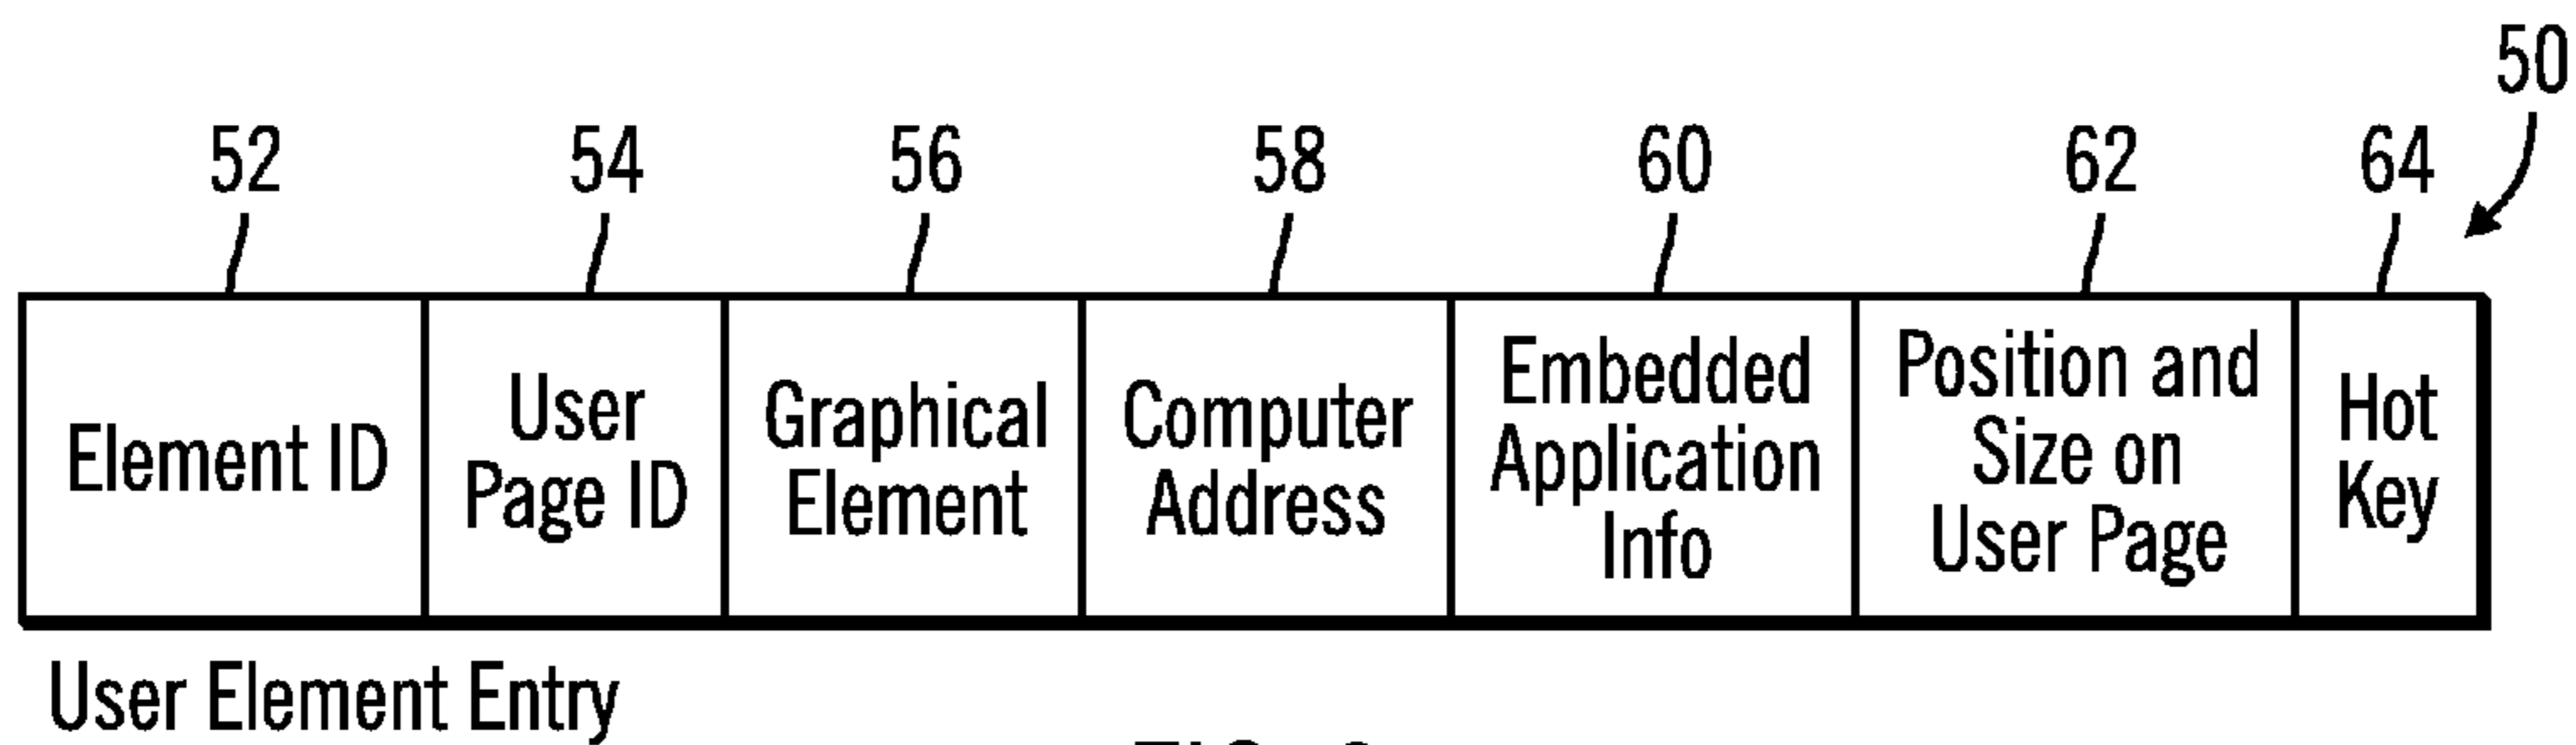 50
52 54 56 58 60 62 64
Element ID
User
Page ID
Graphical
Element
Computer
Address
Embedded
Application
Info
Position and
Size on
User Page
Hot
Key
User Element Entry